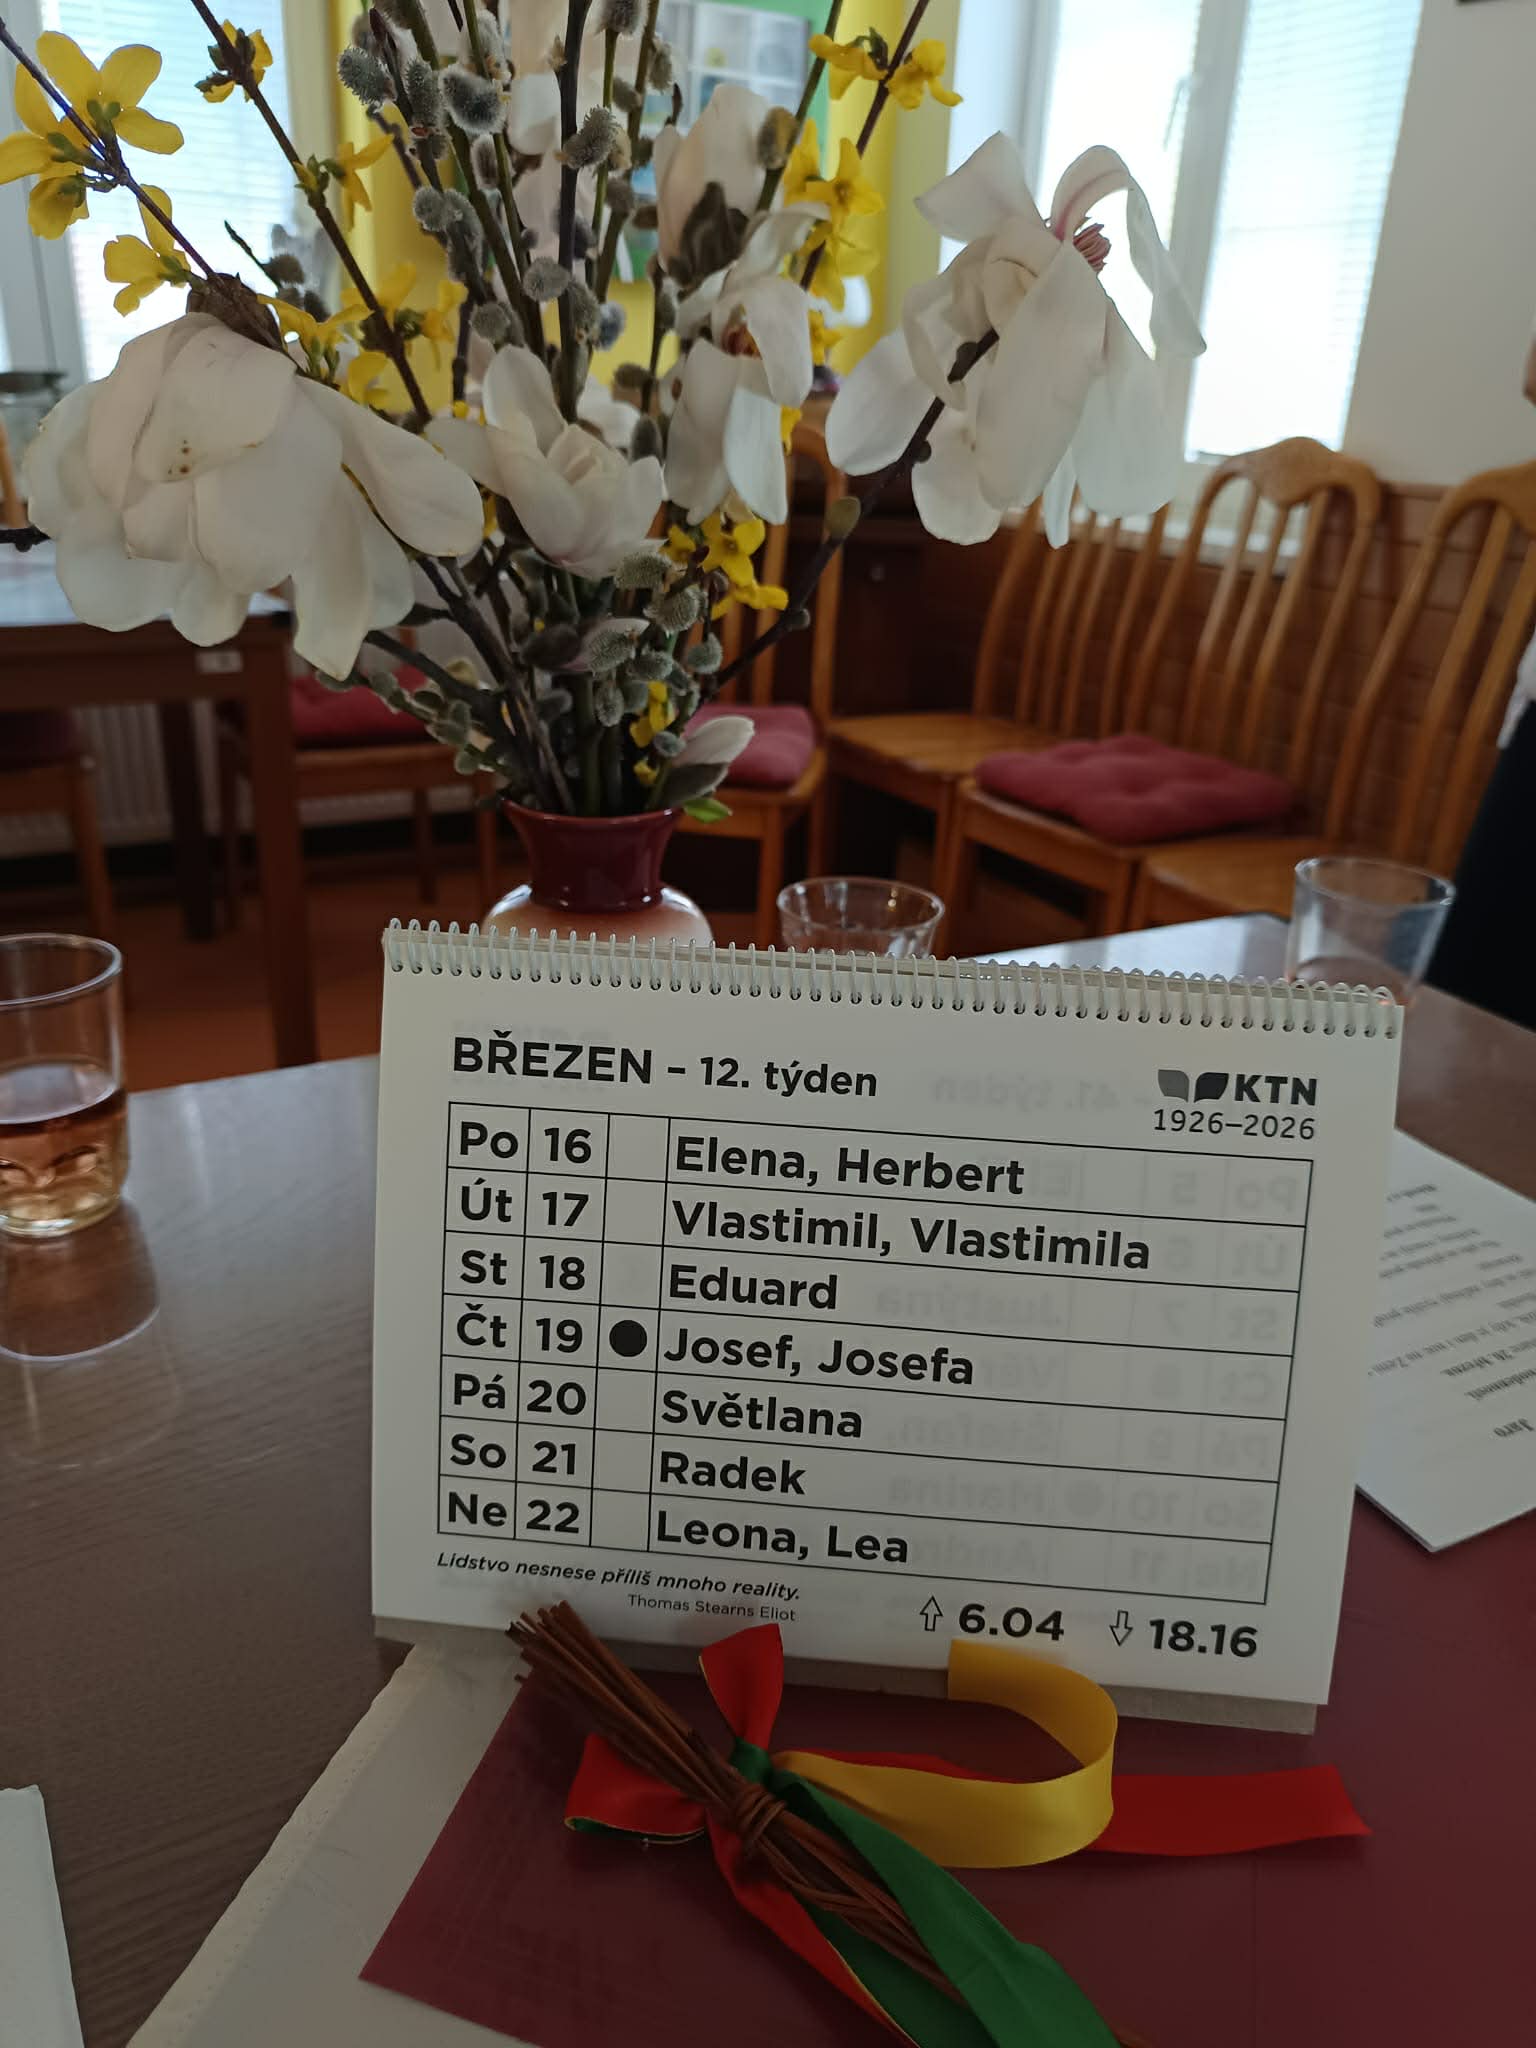 BŘEZEN – 12. týden
KTN
1926–2026
Po 16 Elena, Herbert
Út 17 Vlastimil, Vlastimila
St 18 Eduard
Čt 19 Josef, Josefa
Pá 20 Světlana
So 21 Radek
Ne 22 Leona, Lea
Lidstvo nesnese příliš mnoho reality.
Thomas Stearns Eliot
6.04 18.16